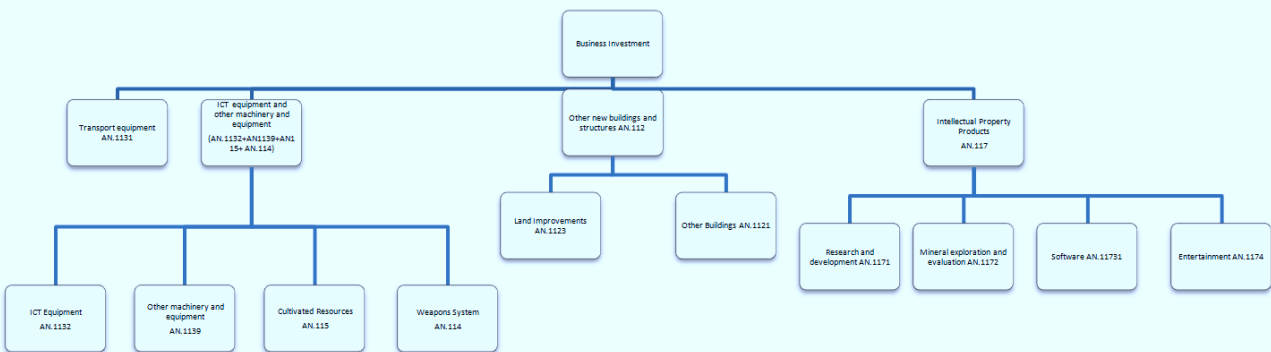 Business Investment
Transport equipment
AN.1131
ICT equipment and
other machinery and
equipment
(AN.1132+AN1139+AN1
15+ AN.114)
Other new buildings and
structures AN.112
Intellectual Property
Products
AN.117
Land Improvements
AN.1123
Other Buildings AN.1121
Research and
development AN.1171
Mineral exploration and
evaluation AN.1172
Software AN.11731
Entertainment AN.1174
ICT Equipment
AN.1132
Other machinery and
equipment
AN.1139
Cultivated Resources
AN.115
Weapons System
AN.114